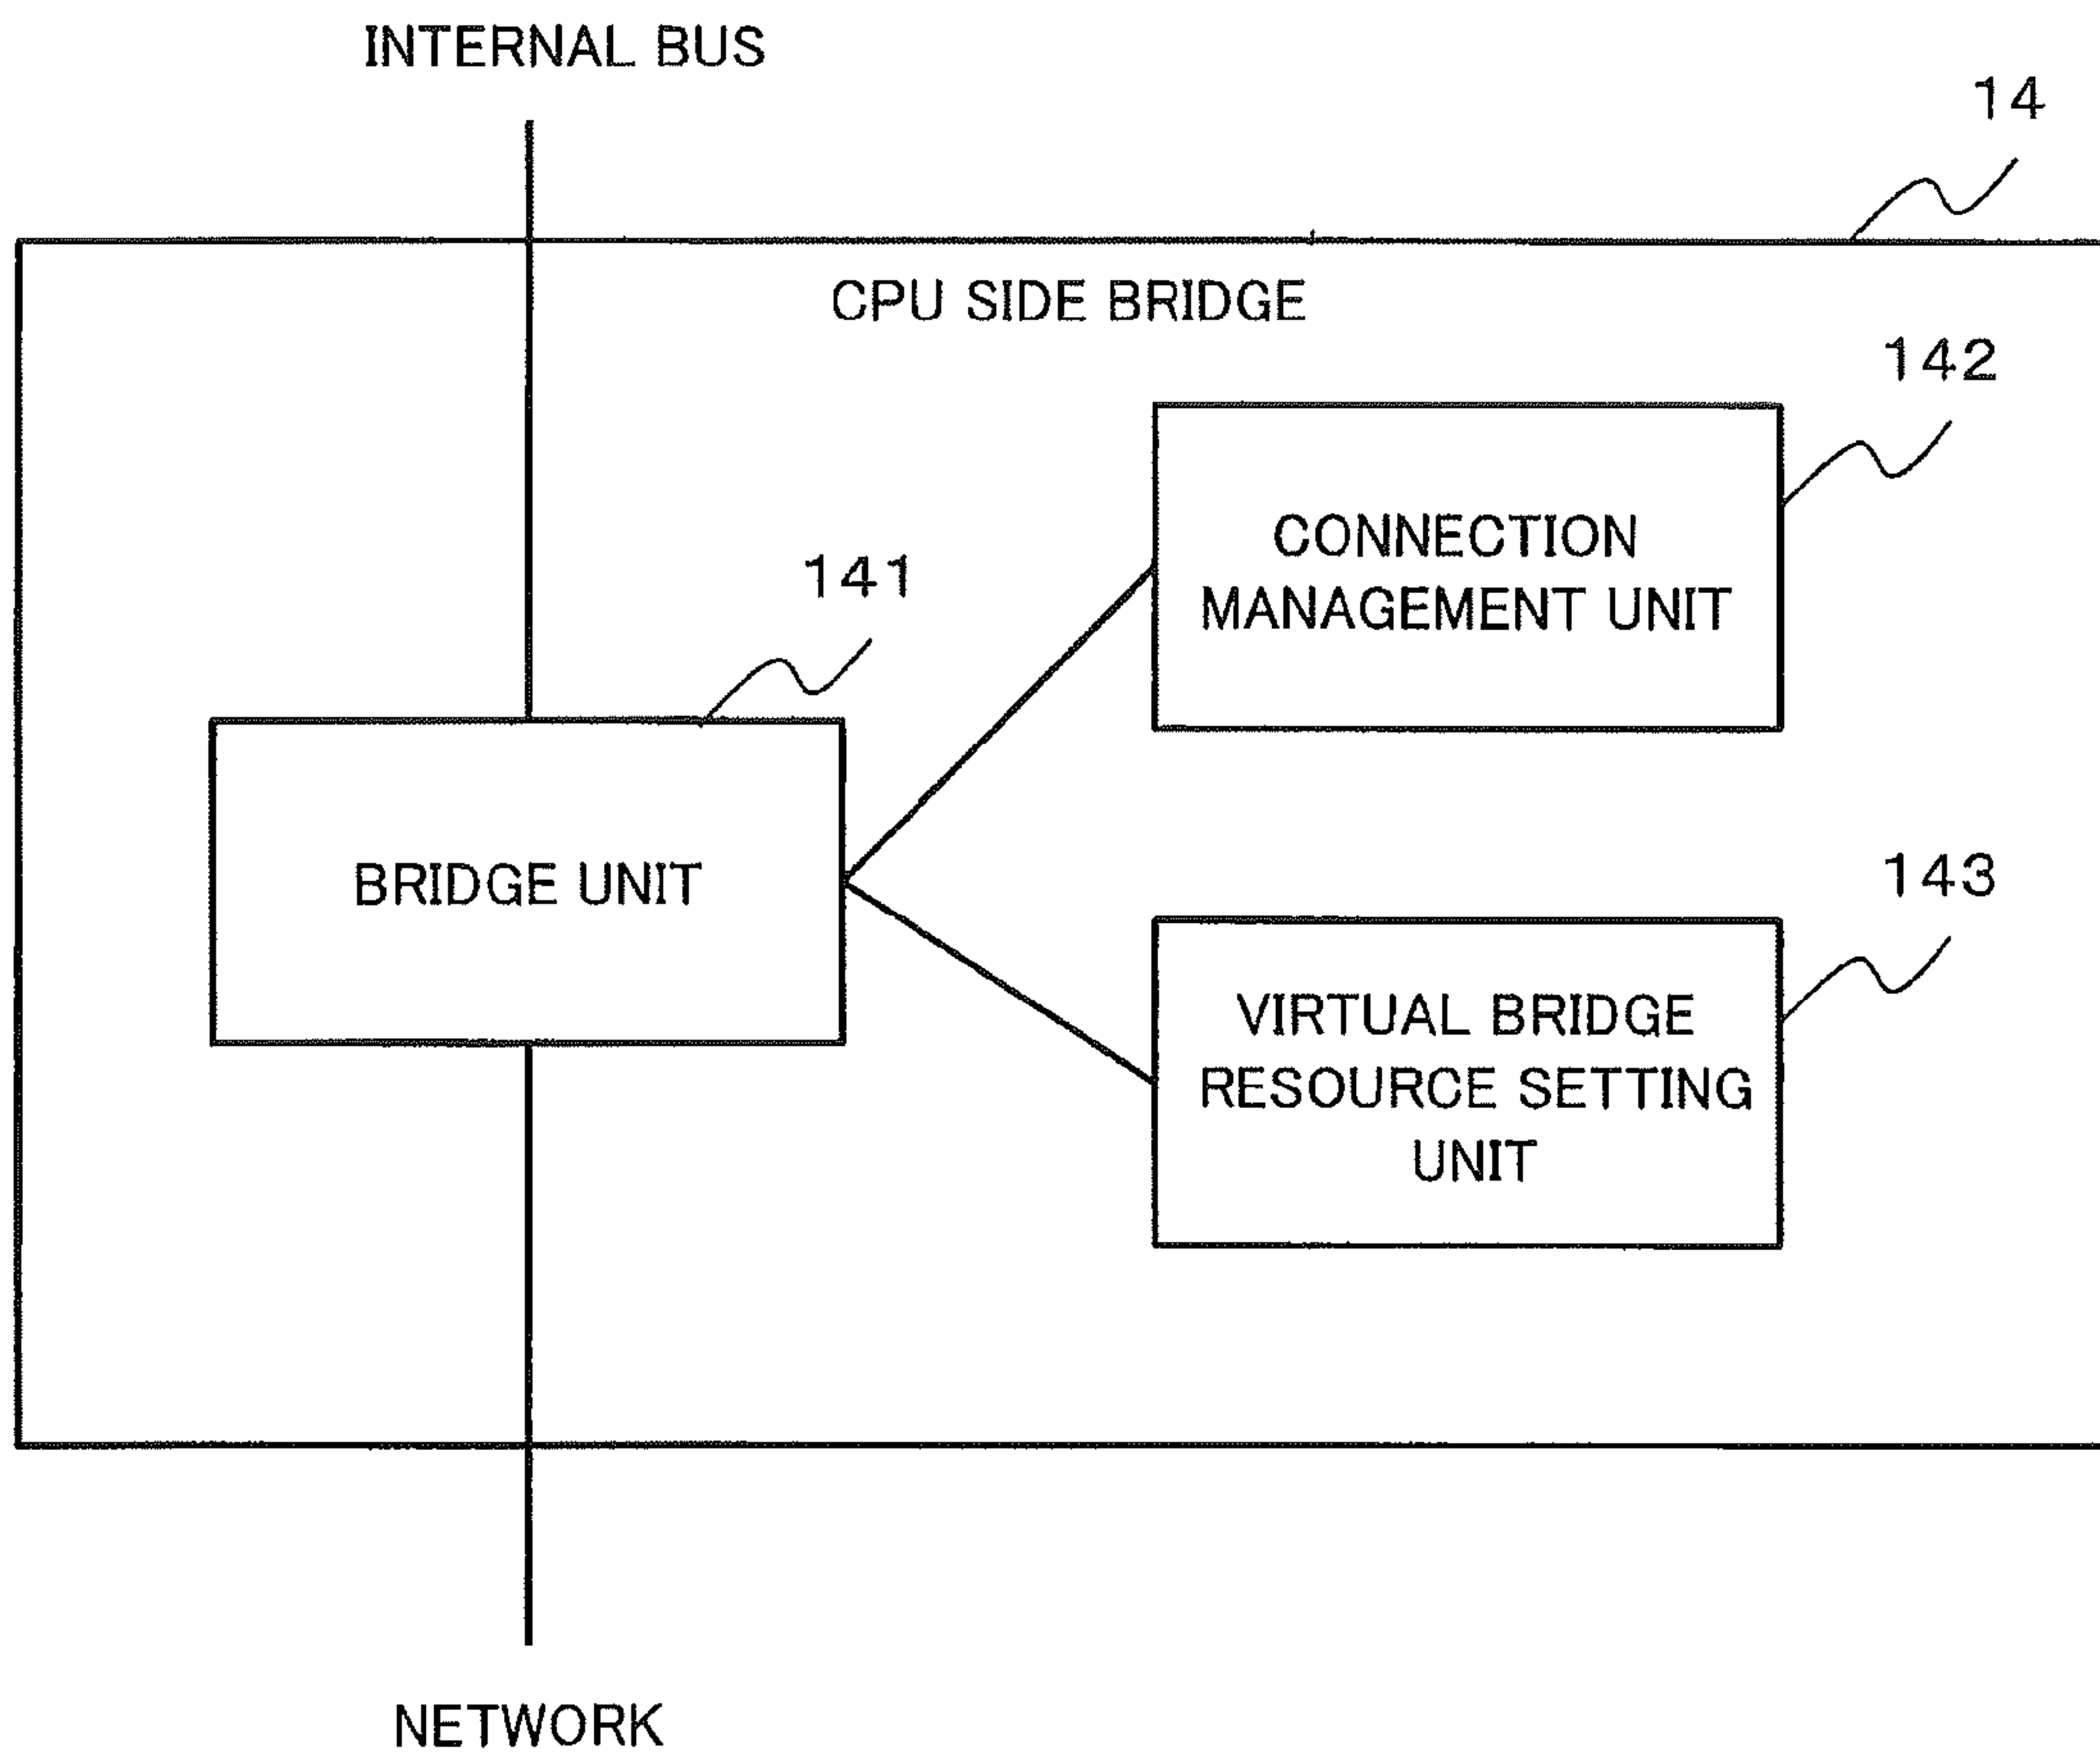 INTERNAL BUS
14
CPU SIDE BRIDGE
142
CONNECTION
MANAGEMENT UNIT
141
BRIDGE UNIT
143
VIRTUAL BRIDGE
RESOURCE SETTING
UNIT
NETWORK